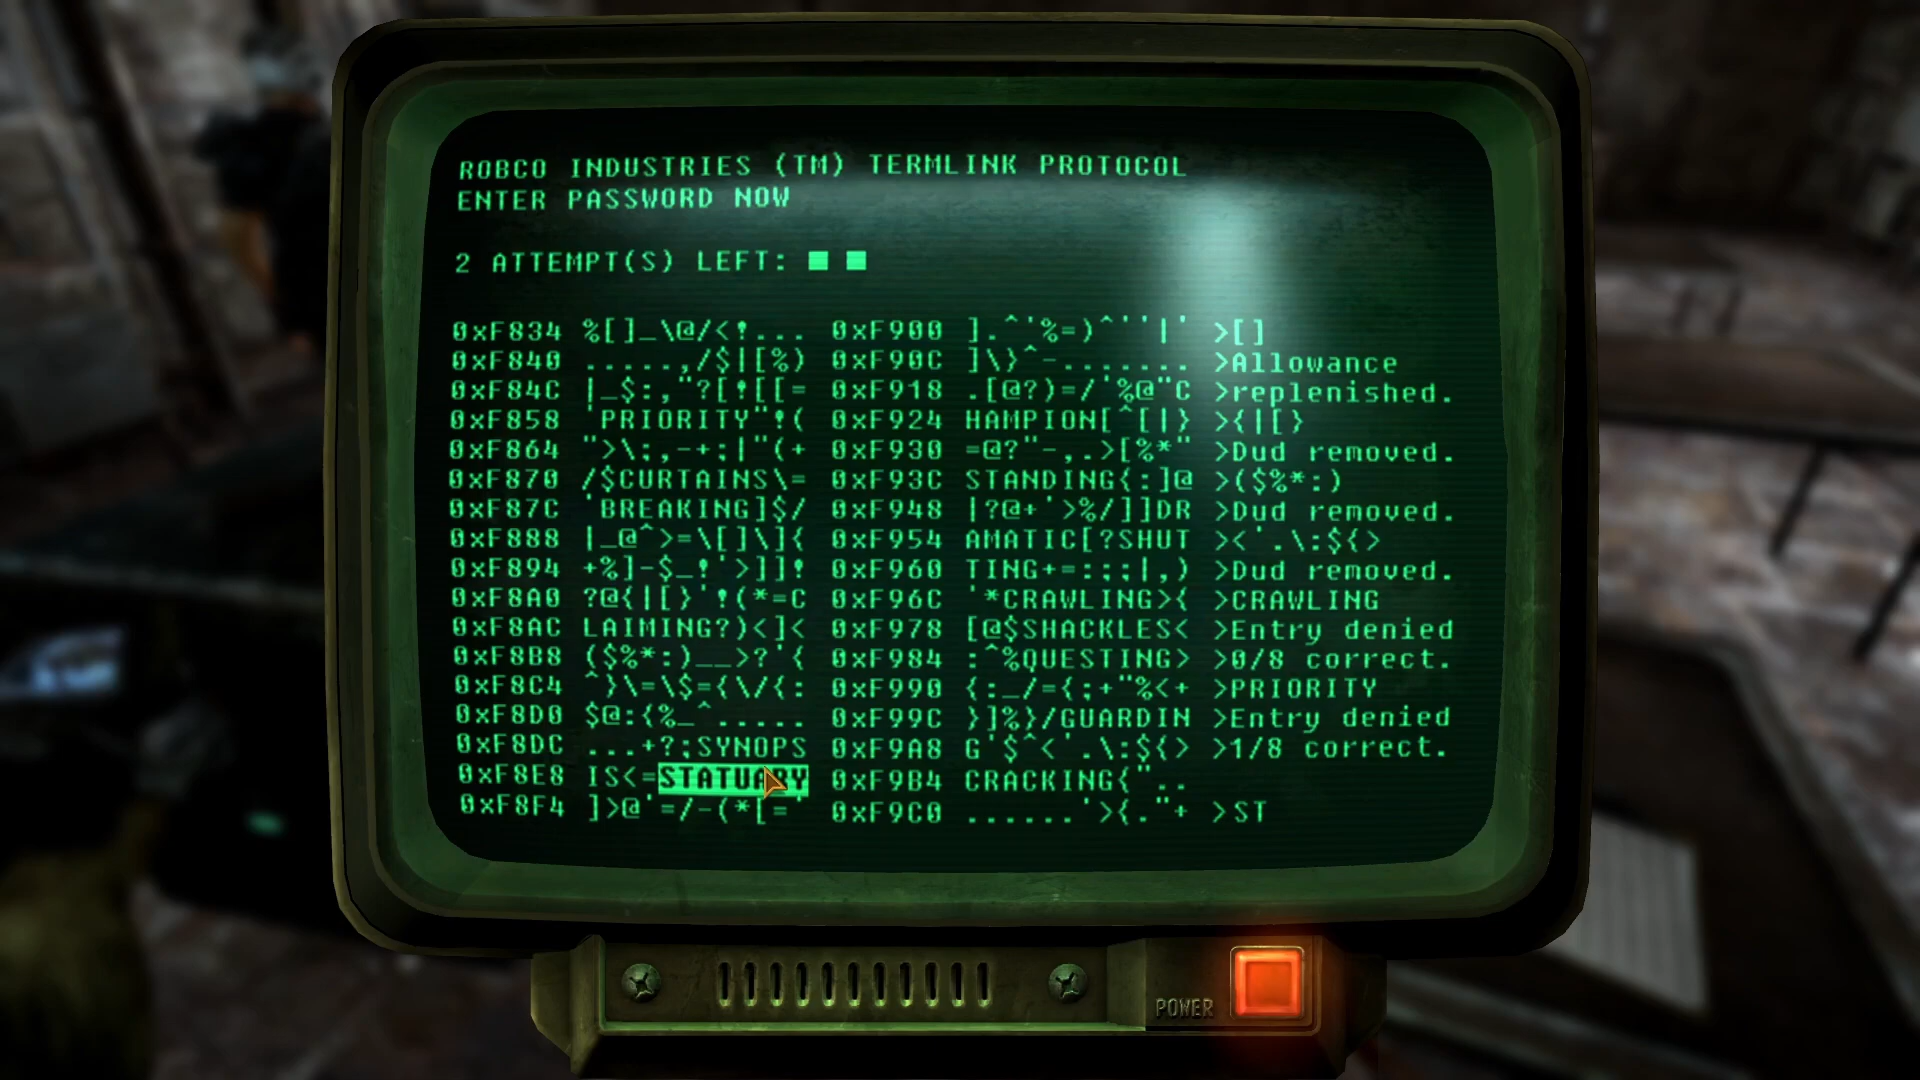 ROBCO INDUSTRIES (TM) TERMLINK PROTOCOL
ENTER PASSWORD NOW
2 ATTEMPT(S) LEFT: ■ ■
0xF834 %[]_\@/<!... 0xF900 ].^'%=)^''|' >[]
0xF840 .....,/$|[%) 0xF90C ]\}^-....... >Allowance
0xF84C |_$:,"?[![[= 0xF918 .[@?)=/'%@"C >replenished.
0xF858 'PRIORITY"!( 0xF924 HAMPION[^[|} >{|[}
0xF864 ">\;,-+;|"(+ 0xF930 =@?"-,.>[%*" >Dud removed.
0xF870 /$CURTAINS\= 0xF93C STANDING{:]@ >($%*:)
0xF87C 'BREAKING]$/ 0xF948 |?@+'>%/]]DR >Dud removed.
0xF888 |_@^>=\[]\]{ 0xF954 AMATIC[?SHUT ><'.\:${>
0xF894 +%]-$_!'>]]! 0xF960 TING+=:;;|,) >Dud removed.
0xF8A0 ?@{|[}'!(*=C 0xF96C '*CRAWLING>{ >CRAWLING
0xF8AC LAIMING?)<]< 0xF978 [@$SHACKLES< >Entry denied
0xF8B8 ($%*:)__>?'{ 0xF984 :^%QUESTING> >0/8 correct.
0xF8C4 ^}\=\$={\/{: 0xF990 {:_/={;+"%<+ >PRIORITY
0xF8D0 $@:{%_^..... 0xF99C }]%}/GUARDIN >Entry denied
0xF8DC ...+?;SYNOPS 0xF9A8 G'$^<'.\:${> >1/8 correct.
0xF8E8 IS<=STATUARY 0xF9B4 CRACKING{"..
0xF8F4 ]>@'=/-(*[=' 0xF9C0 ......'>{."+ >ST
POWER